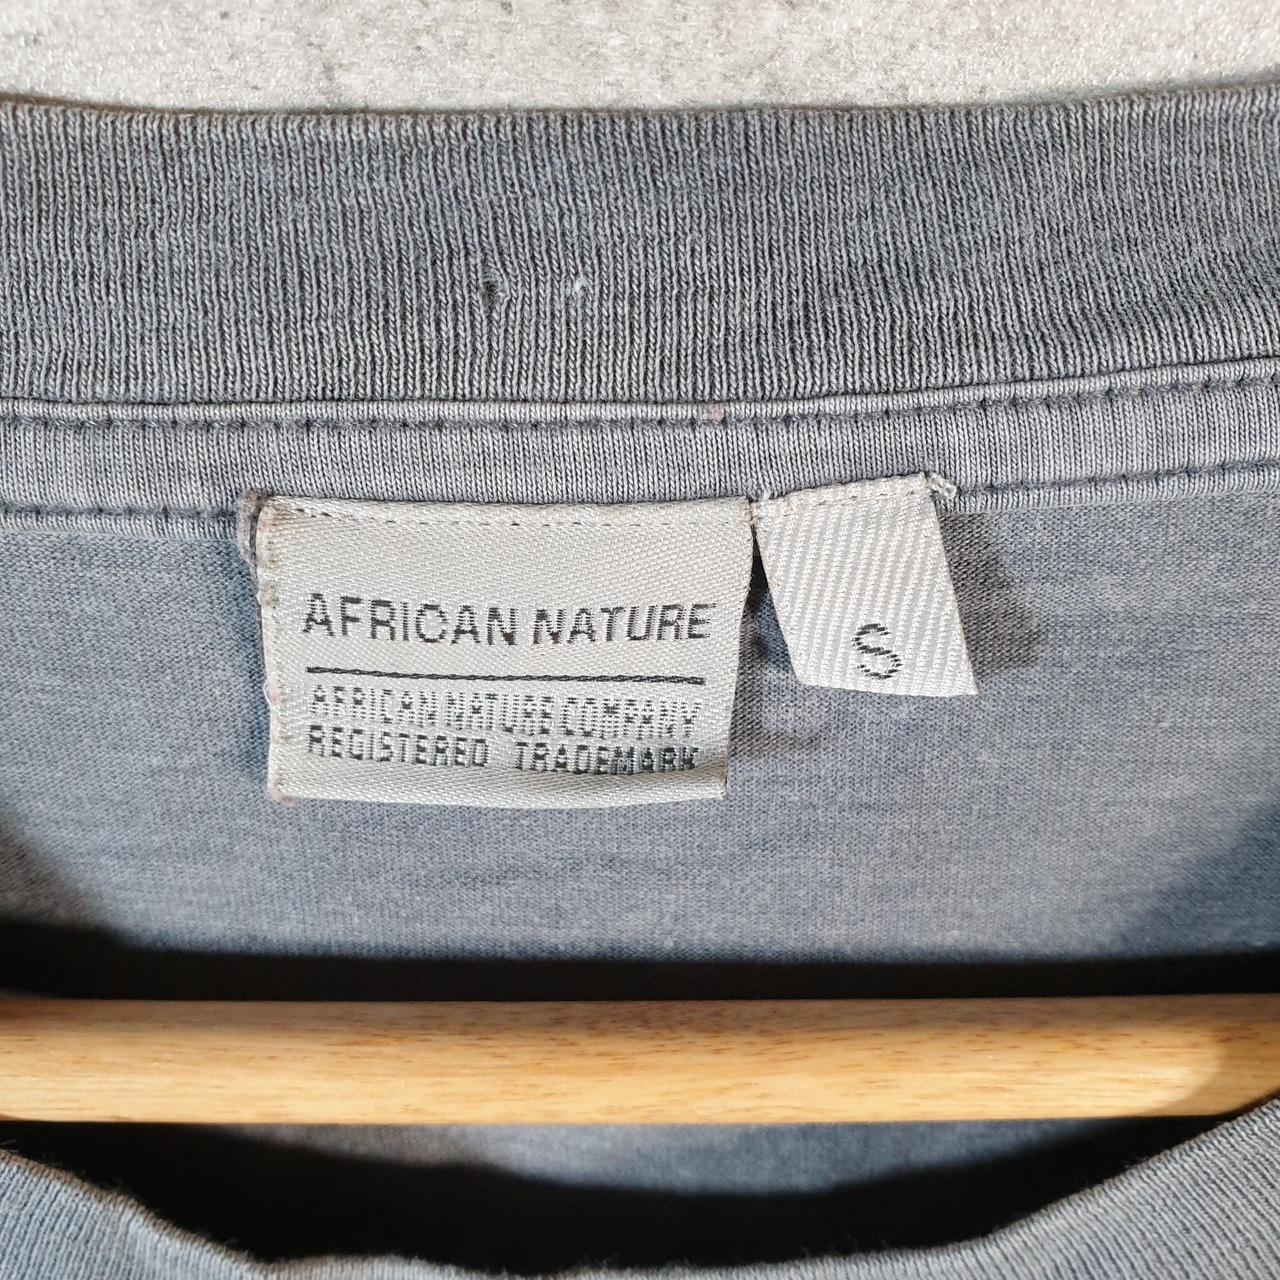 AFRICAN NATURE
AFRICAN NATURE COMPANY
REGISTERED TRADEMARK
S